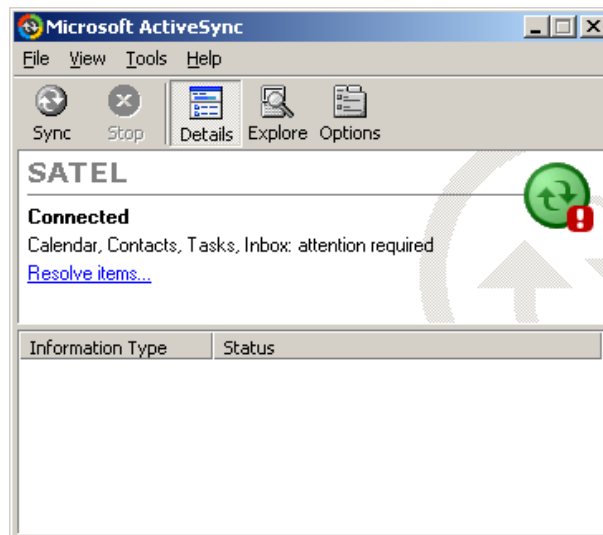 Microsoft ActiveSync
File View Tools Help
Sync Stop Details Explore Options
SATEL
Connected
Calendar, Contacts, Tasks, Inbox: attention required
Resolve items...
Information Type Status